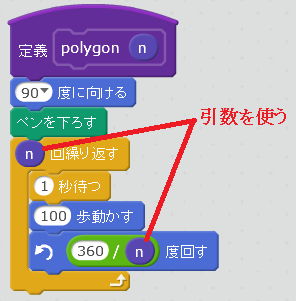 定義 polygon n
90 度に向ける
ペンを下ろす
引数を使う
n 回繰り返す
1 秒待つ
100 歩動かす
360 / n 度回す